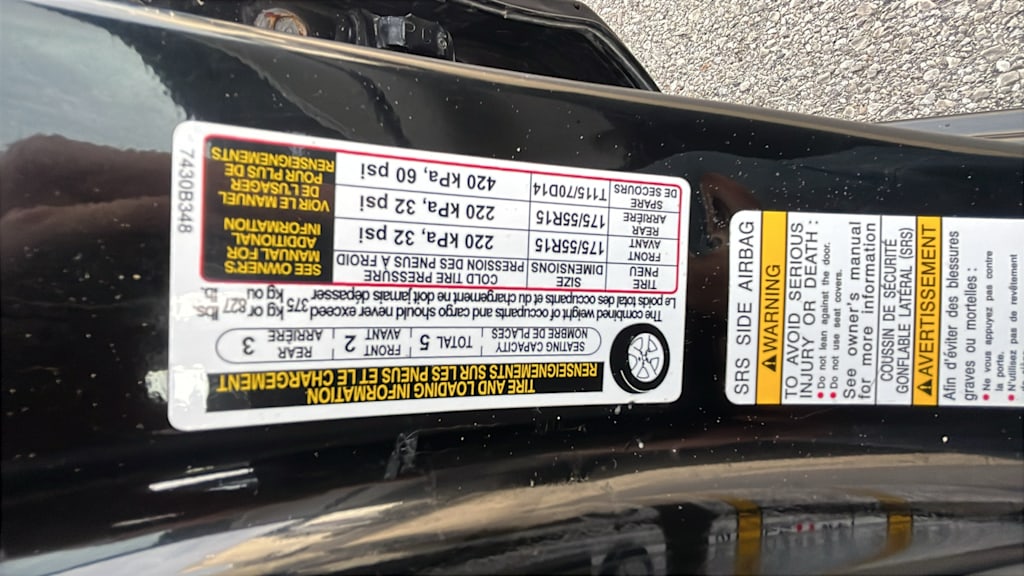 TIRE AND LOADING INFORMATION
RENSEIGNEMENTS SUR LES PNEUS ET LE CHARGEMENT
SEATING CAPACITY
NOMBRE DE PLACES
TOTAL 5
FRONT
AVANT 2
REAR
ARRIÈRE 3
The combined weight of occupants and cargo should never exceed
Le poids total des occupants et du chargement ne doit jamais dépasser
375 kg or ou 827 lbs.
TIRE
PNEU
SIZE
DIMENSIONS
COLD TIRE PRESSURE
PRESSION DES PNEUS À FROID
FRONT
AVANT
175/55R15
220 kPa, 32 psi
REAR
ARRIÈRE
175/55R15
220 kPa, 32 psi
SPARE
DE SECOURS
T115/70D14
420 kPa, 60 psi
SEE OWNER'S
MANUAL FOR
ADDITIONAL
INFORMATION
VOIR LE MANUEL
DE L'USAGER
POUR PLUS DE
RENSEIGNEMENTS
7430B348
SRS SIDE AIRBAG
WARNING
TO AVOID SERIOUS
INJURY OR DEATH :
• Do not lean against the door.
• Do not use seat covers.
See owner's manual
for more information
COUSSIN DE SÉCURITÉ
GONFLABLE LATÉRAL (SRS)
AVERTISSEMENT
Afin d'éviter des blessures
graves ou mortelles :
• Ne vous appuyez pas contre
la porte.
• N'utilisez pas de revêtement